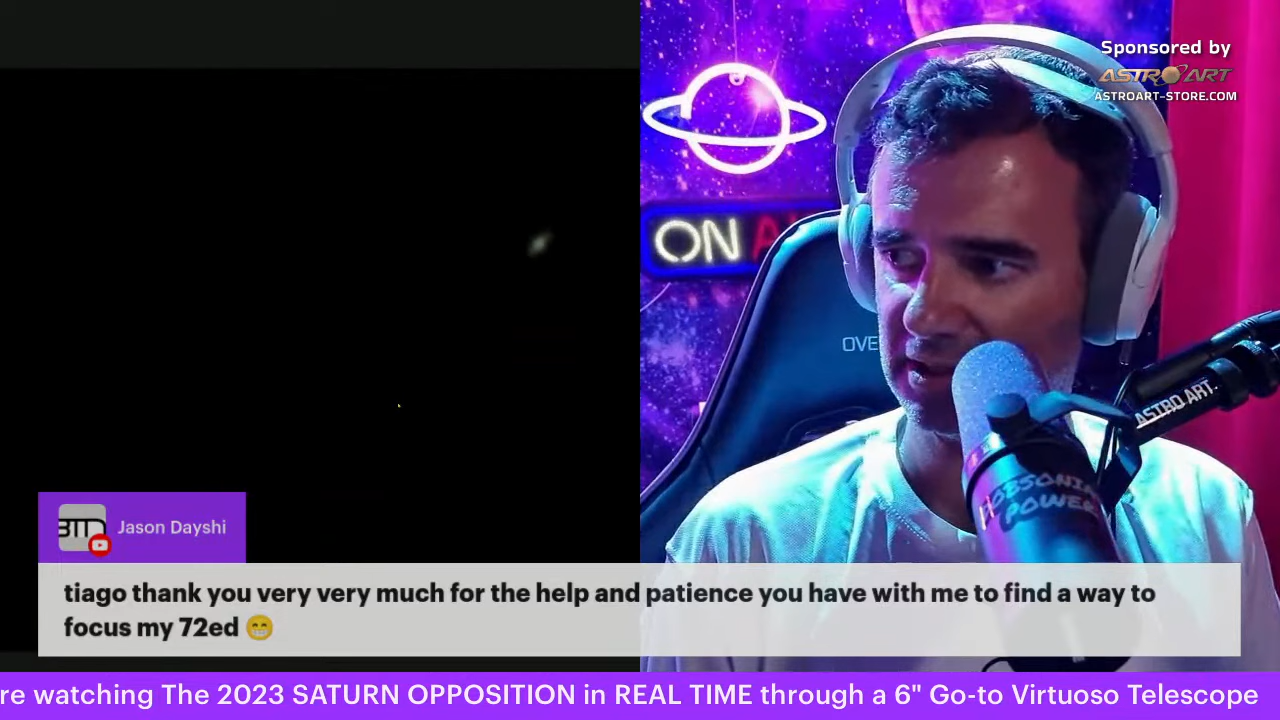 Sponsored by
ASTROART
ASTROART-STORE.COM
ON A
OVE
ASTRO ART.
DOBSONIAN
POWER
Jason Dayshi
tiago thank you very very much for the help and patience you have with me to find a way to
focus my 72ed 😁
re watching The 2023 SATURN OPPOSITION in REAL TIME through a 6" Go-to Virtuoso Telescope